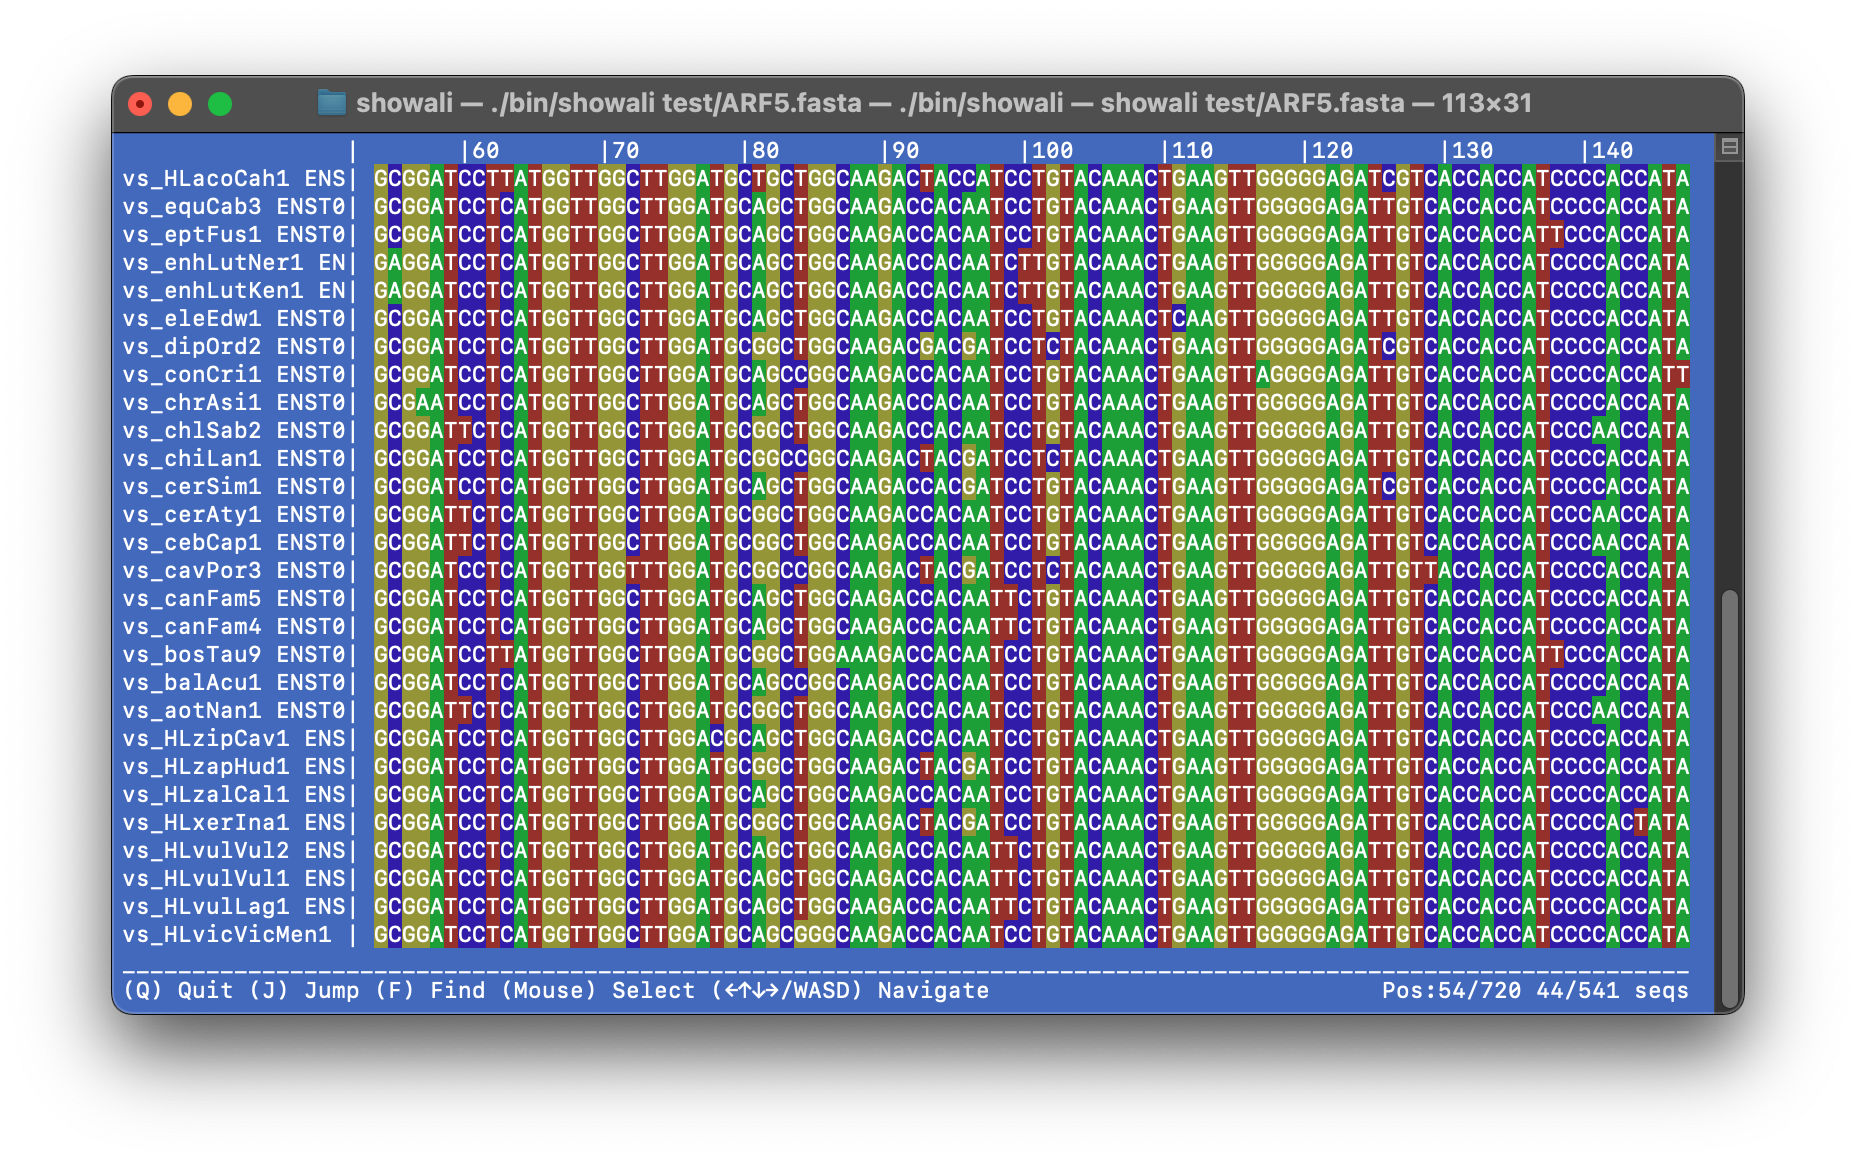 showali — ./bin/showali test/ARF5.fasta — ./bin/showali — showali test/ARF5.fasta — 113×31
| |60 |70 |80 |90 |100 |110 |120 |130 |140
vs_HLacoCah1 ENS| GCGGATCCTTATGGTTGGCTTGGATGCTGCTGGCAAGACTACCATCCTGTACAAACTGAAGTTGGGGGAGATCGTCACCACCATCCCCACCATA
vs_equCab3 ENST0| GCGGATCCTCATGGTTGGCTTGGATGCAGCTGGCAAGACCACAATCCTGTACAAACTGAAGTTGGGGGAGATTGTCACCACCATCCCCACCATA
vs_eptFus1 ENST0| GCGGATCCTCATGGTTGGCTTGGATGCAGCTGGCAAGACCACAATCCTGTACAAACTGAAGTTGGGGGAGATTGTCACCACCATTCCCACCATA
vs_enhLutNer1 EN| GAGGATCCTCATGGTTGGCTTGGATGCAGCTGGCAAGACCACAATCTTGTACAAACTGAAGTTGGGGGAGATTGTCACCACCATCCCCACCATA
vs_enhLutKen1 EN| GAGGATCCTCATGGTTGGCTTGGATGCAGCTGGCAAGACCACAATCTTGTACAAACTGAAGTTGGGGGAGATTGTCACCACCATCCCCACCATA
vs_eleEdw1 ENST0| GCGGATCCTCATGGTTGGCTTGGATGCAGCTGGCAAGACCACAATCCTGTACAAACTCAAGTTGGGGGAGATTGTCACCACCATCCCCACCATA
vs_dipOrd2 ENST0| GCGGATCCTCATGGTTGGCTTGGATGCGGCTGGCAAGACGACGATCCTCTACAAACTGAAGTTGGGGGAGATCGTCACCACCATCCCCACCATA
vs_conCri1 ENST0| GCGGATCCTCATGGTTGGCTTGGATGCAGCCGGCAAGACCACAATCCTGTACAAACTGAAGTTAGGGGAGATTGTCACCACCATCCCCACCATT
vs_chrAsi1 ENST0| GCGAATCCTCATGGTTGGCTTGGATGCAGCTGGCAAGACCACAATCCTGTACAAACTGAAGTTGGGGGAGATTGTCACCACCATCCCCACCATA
vs_chlSab2 ENST0| GCGGATTCTCATGGTTGGCTTGGATGCGGCTGGCAAGACCACAATCCTGTACAAACTGAAGTTGGGGGAGATTGTCACCACCATCCCAACCATA
vs_chiLan1 ENST0| GCGGATCCTCATGGTTGGCTTGGATGCGGCCGGCAAGACTACGATCCTCTACAAACTGAAGTTGGGGGAGATTGTCACCACCATCCCCACCATA
vs_cerSim1 ENST0| GCGGATCCTCATGGTTGGCTTGGATGCAGCTGGCAAGACCACGATCCTGTACAAACTGAAGTTGGGGGAGATCGTCACCACCATCCCCACCATA
vs_cerAty1 ENST0| GCGGATTCTCATGGTTGGCTTGGATGCGGCTGGCAAGACCACAATCCTGTACAAACTGAAGTTGGGGGAGATTGTCACCACCATCCCAACCATA
vs_cebCap1 ENST0| GCGGATTCTCATGGTTGGCTTGGATGCGGCTGGCAAGACCACAATCCTGTACAAACTGAAGTTGGGGGAGATTGTCACCACCATCCCAACCATA
vs_cavPor3 ENST0| GCGGATCCTCATGGTTGGTTTGGATGCGGCCGGCAAGACTACGATCCTCTACAAACTGAAGTTGGGGGAGATTGTTACCACCATCCCCACCATA
vs_canFam5 ENST0| GCGGATCCTCATGGTTGGCTTGGATGCAGCTGGCAAGACCACAATTCTGTACAAACTGAAGTTGGGGGAGATTGTCACCACCATCCCCACCATA
vs_canFam4 ENST0| GCGGATCCTCATGGTTGGCTTGGATGCAGCTGGCAAGACCACAATTCTGTACAAACTGAAGTTGGGGGAGATTGTCACCACCATCCCCACCATA
vs_bosTau9 ENST0| GCGGATCCTTATGGTTGGCTTGGATGCGGCTGGAAAGACCACAATCCTGTACAAACTGAAGTTGGGGGAGATTGTCACCACCATTCCCACCATA
vs_balAcu1 ENST0| GCGGATCCTCATGGTTGGCTTGGATGCAGCCGGCAAGACCACAATCCTGTACAAACTGAAGTTGGGGGAGATTGTCACCACCATCCCCACCATA
vs_aotNan1 ENST0| GCGGATTCTCATGGTTGGCTTGGATGCGGCTGGCAAGACCACAATCCTGTACAAACTGAAGTTGGGGGAGATTGTCACCACCATCCCAACCATA
vs_HLzipCav1 ENS| GCGGATCCTCATGGTTGGCTTGGACGCAGCTGGCAAGACCACAATCCTGTACAAACTGAAGTTGGGGGAGATTGTCACCACCATCCCCACCATA
vs_HLzapHud1 ENS| GCGGATCCTCATGGTTGGCTTGGATGCGGCTGGCAAGACTACGATCCTGTACAAACTGAAGTTGGGGGAGATTGTCACCACCATCCCCACCATA
vs_HLzalCal1 ENS| GCGGATCCTCATGGTTGGCTTGGATGCAGCTGGCAAGACCACAATCCTGTACAAACTGAAGTTGGGGGAGATTGTCACCACCATCCCCACCATA
vs_HLxerIna1 ENS| GCGGATCCTCATGGTTGGCTTGGATGCGGCTGGCAAGACTACGATCCTGTACAAACTGAAGTTGGGGGAGATTGTCACCACCATCCCCACTATA
vs_HLvulVul2 ENS| GCGGATCCTCATGGTTGGCTTGGATGCAGCTGGCAAGACCACAATTCTGTACAAACTGAAGTTGGGGGAGATTGTCACCACCATCCCCACCATA
vs_HLvulVul1 ENS| GCGGATCCTCATGGTTGGCTTGGATGCAGCTGGCAAGACCACAATTCTGTACAAACTGAAGTTGGGGGAGATTGTCACCACCATCCCCACCATA
vs_HLvulLag1 ENS| GCGGATCCTCATGGTTGGCTTGGATGCAGCTGGCAAGACCACAATTCTGTACAAACTGAAGTTGGGGGAGATTGTCACCACCATCCCCACCATA
vs_HLvicVicMen1 | GCGGATCCTCATGGTTGGCTTGGATGCAGCGGGCAAGACCACAATCCTGTACAAACTGAAGTTGGGGGAGATTGTCACCACCATCCCCACCATA
(Q) Quit (J) Jump (F) Find (Mouse) Select (←↑↓→/WASD) Navigate Pos:54/720 44/541 seqs